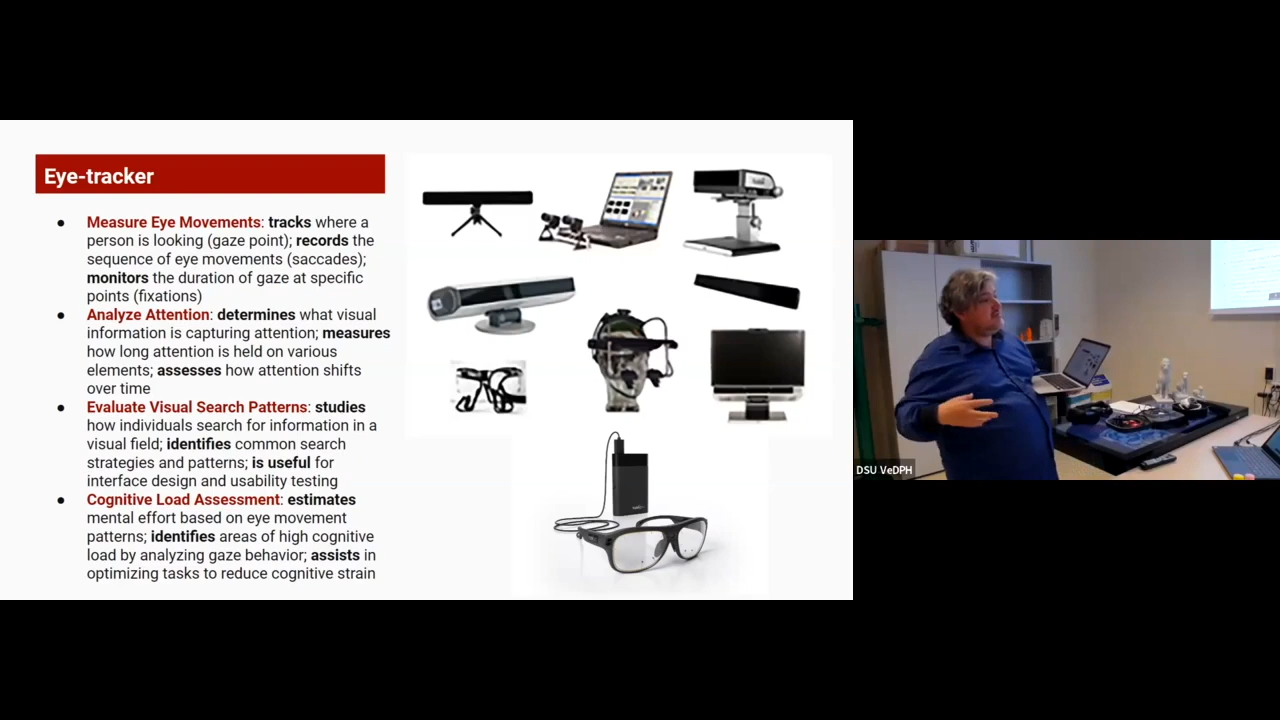 Eye-tracker
● Measure Eye Movements: tracks where a
person is looking (gaze point); records the
sequence of eye movements (saccades);
monitors the duration of gaze at specific
points (fixations)
● Analyze Attention: determines what visual
information is capturing attention; measures
how long attention is held on various
elements; assesses how attention shifts
over time
● Evaluate Visual Search Patterns: studies
how individuals search for information in a
visual field; identifies common search
strategies and patterns; is useful for
interface design and usability testing
● Cognitive Load Assessment: estimates
mental effort based on eye movement
patterns; identifies areas of high cognitive
load by analyzing gaze behavior; assists in
optimizing tasks to reduce cognitive strain
DSU VeDPH